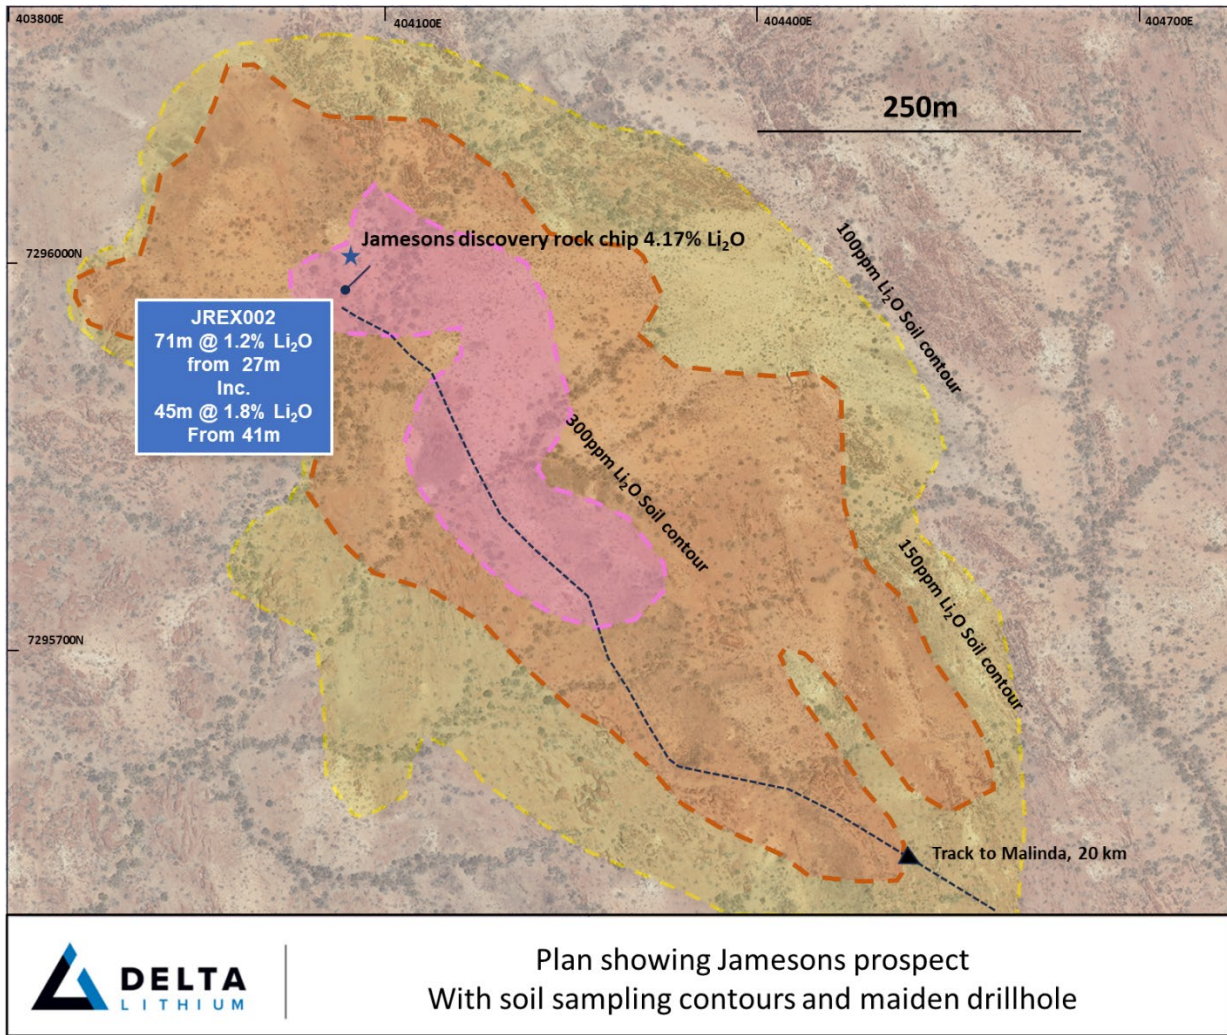 403800E
404100E
404400E
404700E
250m
7296000N
Jamesons discovery rock chip 4.17% Li₂O
100ppm Li₂O Soil contour
JREX002
71m @ 1.2% Li₂O
from 27m
Inc.
45m @ 1.8% Li₂O
From 41m
300ppm Li₂O Soil contour
150ppm Li₂O Soil contour
7295700N
Track to Malinda, 20 km
DELTA
LITHIUM
Plan showing Jamesons prospect
With soil sampling contours and maiden drillhole